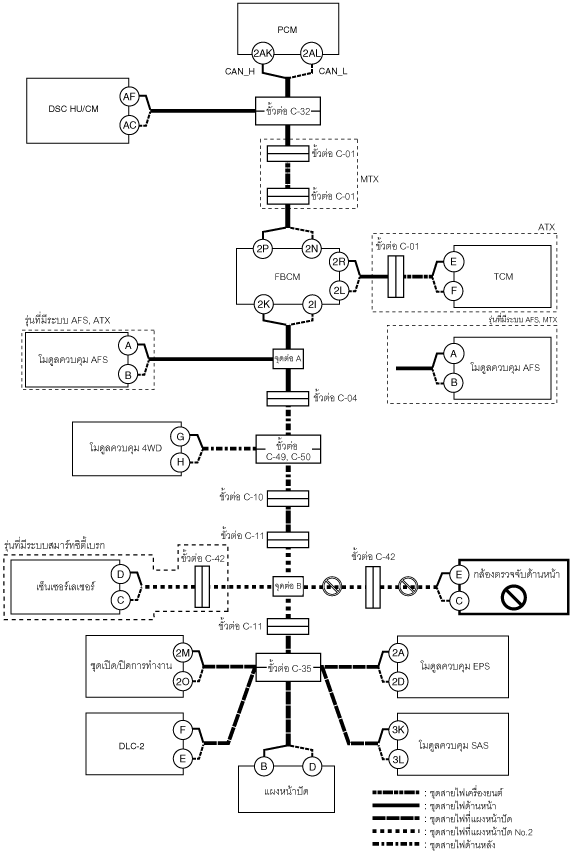 PCM
2AK 2AL
CAN_H CAN_L
DSC HU/CM
AF
AC
ขั้วต่อ C-32
ขั้วต่อ C-01
MTX
ขั้วต่อ C-01
2P 2N
FBCM
2R
2L
2K 2I
ATX
ขั้วต่อ C-01
E
F
TCM
รุ่นที่มีระบบ AFS, ATX
โมดูลควบคุม AFS
A
B
จุดต่อ A
รุ่นที่มีระบบ AFS, MTX
A
B
โมดูลควบคุม AFS
ขั้วต่อ C-04
โมดูลควบคุม 4WD
G
H
ขั้วต่อ
C-49, C-50
ขั้วต่อ C-10
ขั้วต่อ C-11
รุ่นที่มีระบบสมาร์ทซิตี้เบรก
ขั้วต่อ C-42
เซ็นเซอร์เลเซอร์
D
C
จุดต่อ B
ขั้วต่อ C-42
E
C
กล้องตรวจจับด้านหน้า
ขั้วต่อ C-11
ชุดเปิด/ปิดการทำงาน
2M
2O
ขั้วต่อ C-35
2A
2D
โมดูลควบคุม EPS
DLC-2
F
E
3K
3L
โมดูลควบคุม SAS
B D
แผงหน้าปัด
: ชุดสายไฟเครื่องยนต์
: ชุดสายไฟด้านหน้า
: ชุดสายไฟที่แผงหน้าปัด
: ชุดสายไฟที่แผงหน้าปัด No.2
: ชุดสายไฟด้านหลัง